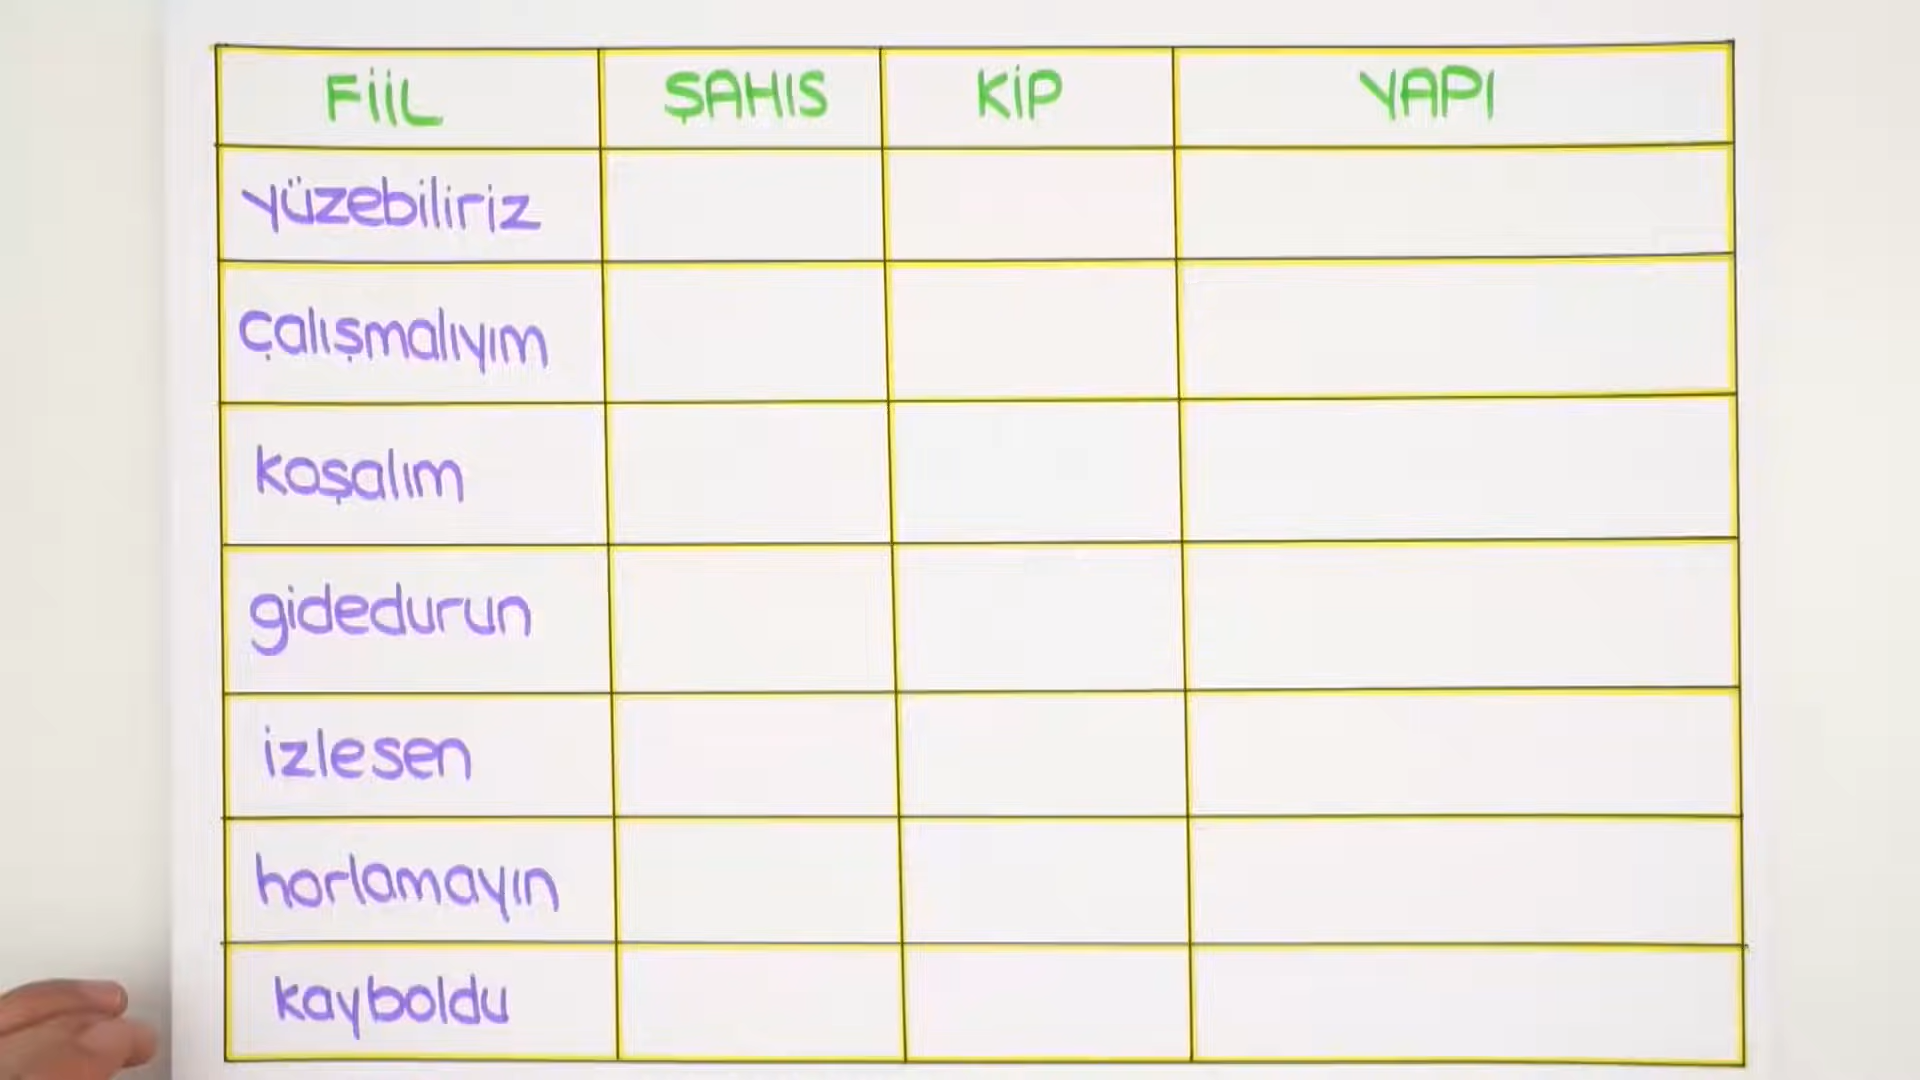 FİİL ŞAHIS KİP YAPI
yüzebiliriz
çalışmalıyım
koşalım
gidedurun
izlesen
horlamayın
kayboldu